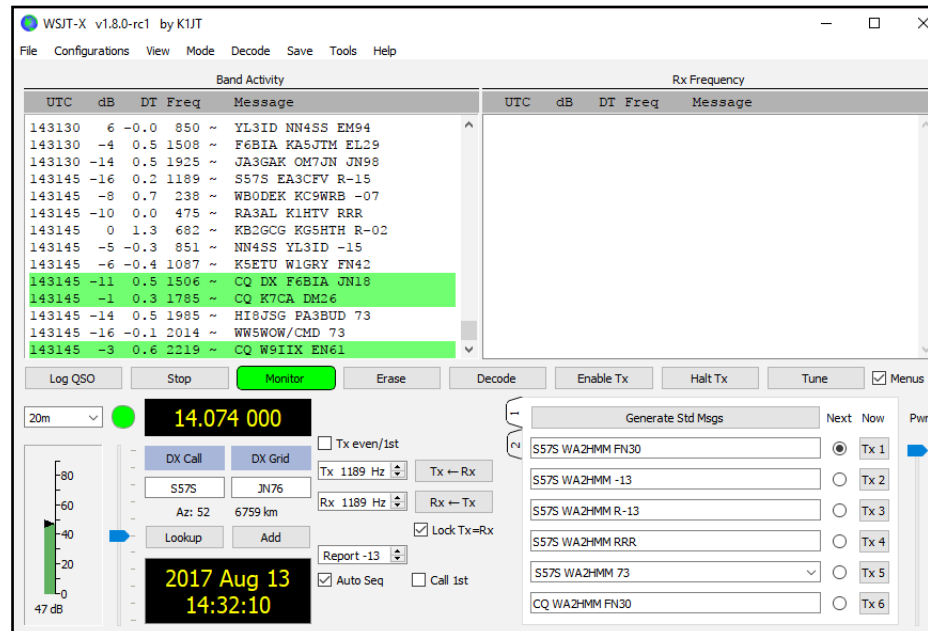 WSJT-X v1.8.0-rc1 by K1JT
File Configurations View Mode Decode Save Tools Help
Band Activity
UTC dB DT Freq Message
143130 6 -0.0 850 ~ YL3ID NN4SS EM94
143130 -4 0.5 1508 ~ F6BIA KA5JTM EL29
143130 -14 0.5 1925 ~ JA3GAK OM7JN JN98
143145 -16 0.2 1189 ~ S57S EA3CFV R-15
143145 -8 0.7 238 ~ WB0DEK KC9WRB -07
143145 -10 0.0 475 ~ RA3AL K1HTV RRR
143145 0 1.3 682 ~ KB2GCG KG5HTH R-02
143145 -5 -0.3 851 ~ NN4SS YL3ID -15
143145 -6 -0.4 1087 ~ K5ETU W1GRY FN42
143145 -11 0.5 1506 ~ CQ DX F6BIA JN18
143145 -1 0.3 1785 ~ CQ K7CA DM26
143145 -14 0.5 1985 ~ HI8JSG PA3BUD 73
143145 -16 -0.1 2014 ~ WW5WOW/CMD 73
143145 -3 0.6 2219 ~ CQ W9IIX EN61
Rx Frequency
UTC dB DT Freq Message
Log QSO Stop Monitor Erase Decode Enable Tx Halt Tx Tune Menus
20m
14.074 000
DX Call DX Grid
S57S JN76
Az: 52 6759 km
Lookup Add
2017 Aug 13
14:32:10
80
60
40
20
0
47 dB
Tx even/1st
Tx 1189 Hz Tx ← Rx
Rx 1189 Hz Rx ← Tx
Lock Tx=Rx
Report -13
Auto Seq Call 1st
1
2
Generate Std Msgs Next Now Pwr
S57S WA2HMM FN30 Tx 1
S57S WA2HMM -13 Tx 2
S57S WA2HMM R-13 Tx 3
S57S WA2HMM RRR Tx 4
S57S WA2HMM 73 Tx 5
CQ WA2HMM FN30 Tx 6